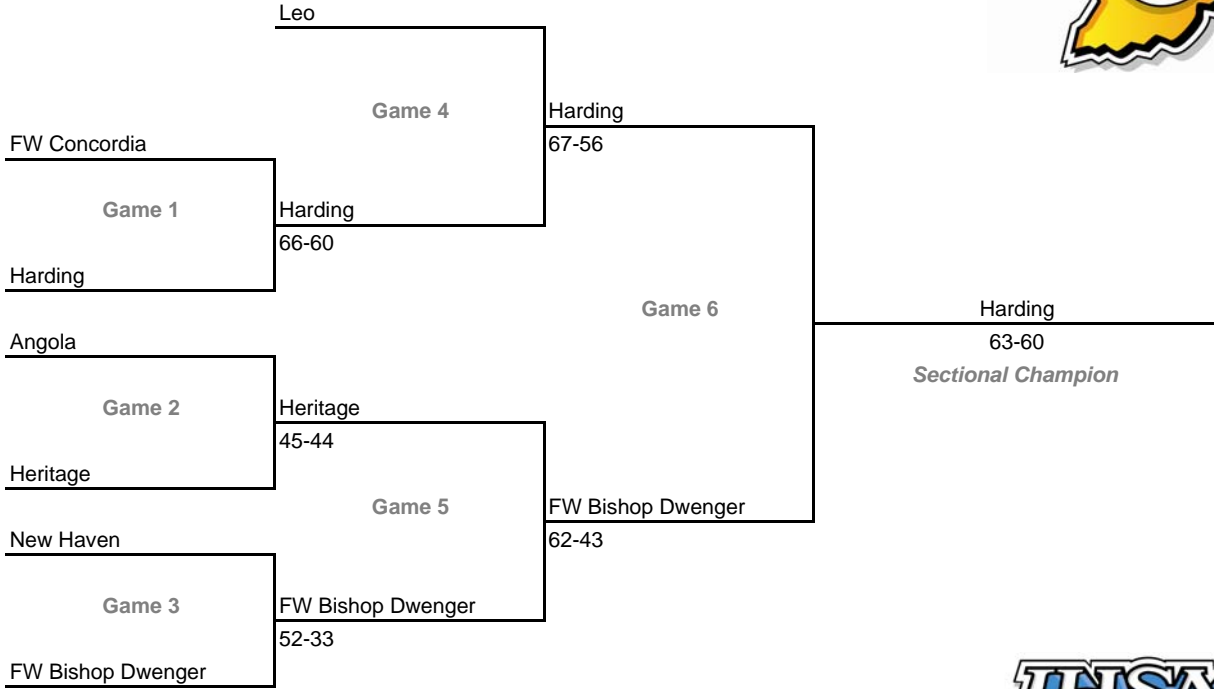 Leo
Game 4
Harding
67-56
FW Concordia
Game 1
Harding
66-60
Harding
Game 6
Harding
63-60
Sectional Champion
Angola
Game 2
Heritage
45-44
Heritage
Game 5
FW Bishop Dwenger
62-43
New Haven
Game 3
FW Bishop Dwenger
52-33
FW Bishop Dwenger